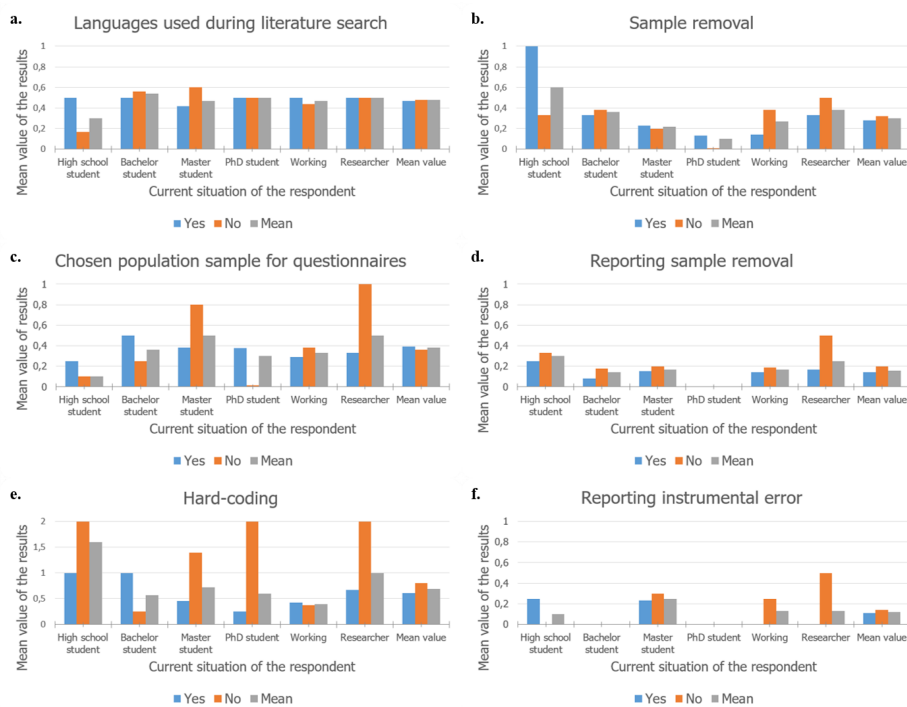 a.
Languages used during literature search
Mean value of the results
1
0,8
0,6
0,4
0,2
0
High school student
Bachelor student
Master student
PhD student
Working
Researcher
Mean value
Current situation of the respondent
Yes No Mean
b.
Sample removal
Mean value of the results
1
0,8
0,6
0,4
0,2
0
High school student
Bachelor student
Master student
PhD student
Working
Researcher
Mean value
Current situation of the respondent
Yes No Mean
c.
Chosen population sample for questionnaires
Mean value of results
1
0,8
0,6
0,4
0,2
0
High school student
Bachelor student
Master student
PhD student
Working
Researcher
Mean value
Current situation of the respondent
Yes No Mean
d.
Reporting sample removal
Mean value of the results
1
0,8
0,6
0,4
0,2
0
High school student
Bachelor student
Master student
PhD student
Working
Researcher
Mean value
Current situation of the respondent
Yes No Mean
e.
Hard-coding
Mean value of the results
2
1,5
1
0,5
0
High school student
Bachelor student
Master student
PhD student
Working
Researcher
Mean value
Current situation of the respondent
Yes No Mean
f.
Reporting instrumental error
Mean value of the results
1
0,8
0,6
0,4
0,2
0
High school student
Bachelor student
Master student
PhD student
Working
Researcher
Mean value
Current situation of the respondent
Yes No Mean